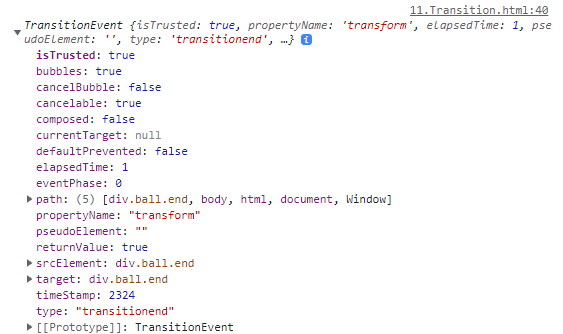 11.Transition.html:40
TransitionEvent {isTrusted: true, propertyName: 'transform', elapsedTime: 1, pse
udoElement: '', type: 'transitionend', …} i
isTrusted: true
bubbles: true
cancelBubble: false
cancelable: true
composed: false
currentTarget: null
defaultPrevented: false
elapsedTime: 1
eventPhase: 0
path: (5) [div.ball.end, body, html, document, Window]
propertyName: "transform"
pseudoElement: ""
returnValue: true
srcElement: div.ball.end
target: div.ball.end
timeStamp: 2324
type: "transitionend"
[[Prototype]]: TransitionEvent